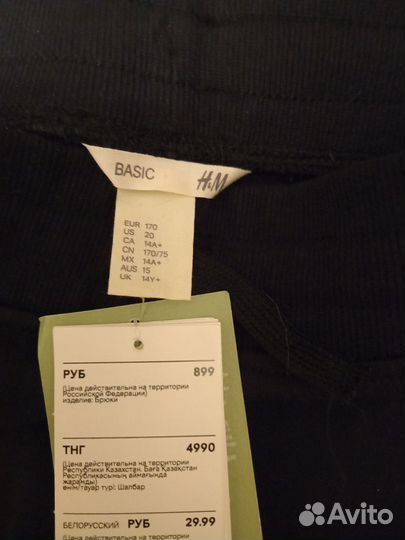 BASIC H&M
EUR 170
US 20
CA 14A+
CN 170/75
MX 14A+
AUS 15
UK 14Y+
РУБ 899
(Цена действительна на территории
Российской Федерации)
изделие: Брюки
ТНГ 4990
(Цена действительна на территории
Республики Казахстан. Баға Қазақстан
Республикасының аймағында
жарамды)
өнім/тауар түрі: Шалбар
БЕЛОРУССКИЙ РУБ 29.99
(Цена действительна на территории
Avito